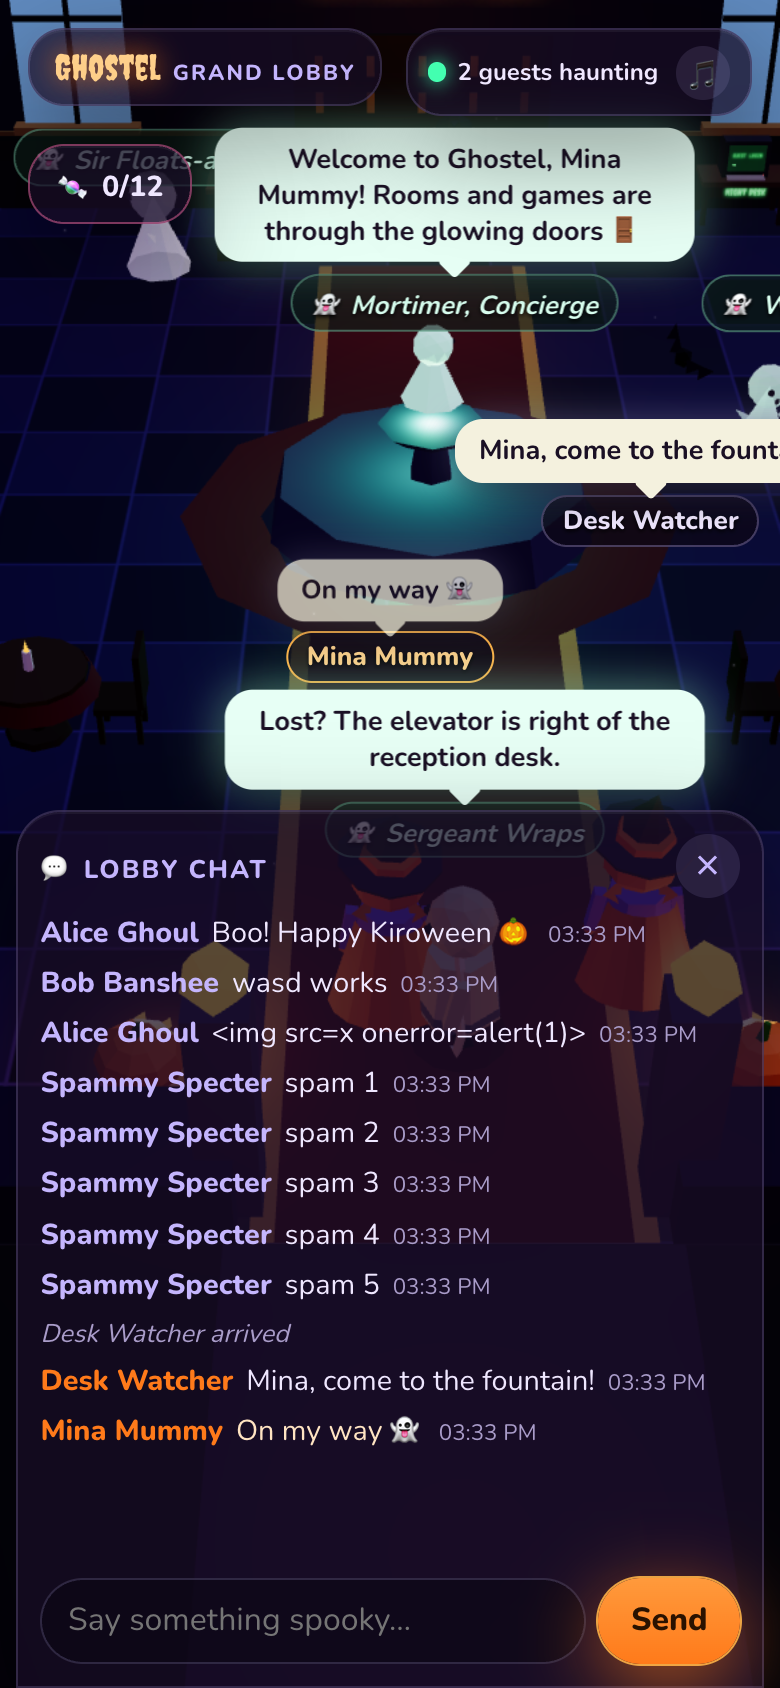 GHOSTEL GRAND LOBBY
2 guests haunting
👻 Sir Floats-a
🍬 0/12
Welcome to Ghostel, Mina
Mummy! Rooms and games are
through the glowing doors 🚪
👻 Mortimer, Concierge
👻
Mina, come to the
Desk Watcher
On my way 👻
Mina Mummy
Lost? The elevator is right of the
reception desk.
👻 Sergeant Wraps
💬 LOBBY CHAT
Alice Ghoul Boo! Happy Kiroween 🎃 03:33 PM
Bob Banshee wasd works 03:33 PM
Alice Ghoul <img src=x onerror=alert(1)> 03:33 PM
Spammy Specter spam 1 03:33 PM
Spammy Specter spam 2 03:33 PM
Spammy Specter spam 3 03:33 PM
Spammy Specter spam 4 03:33 PM
Spammy Specter spam 5 03:33 PM
Desk Watcher arrived
Desk Watcher Mina, come to the fountain! 03:33 PM
Mina Mummy On my way 👻 03:33 PM
Say something spooky...
Send